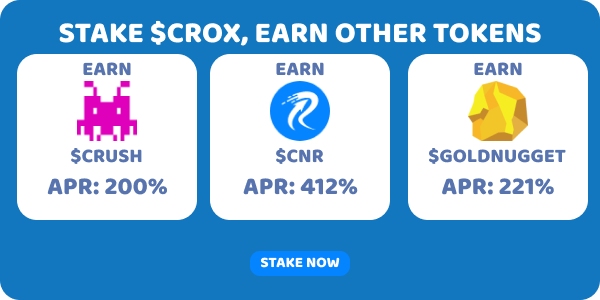 STAKE $CROX, EARN OTHER TOKENS
EARN
$CRUSH
APR: 200%
EARN
$CNR
APR: 412%
EARN
$GOLDNUGGET
APR: 221%
STAKE NOW